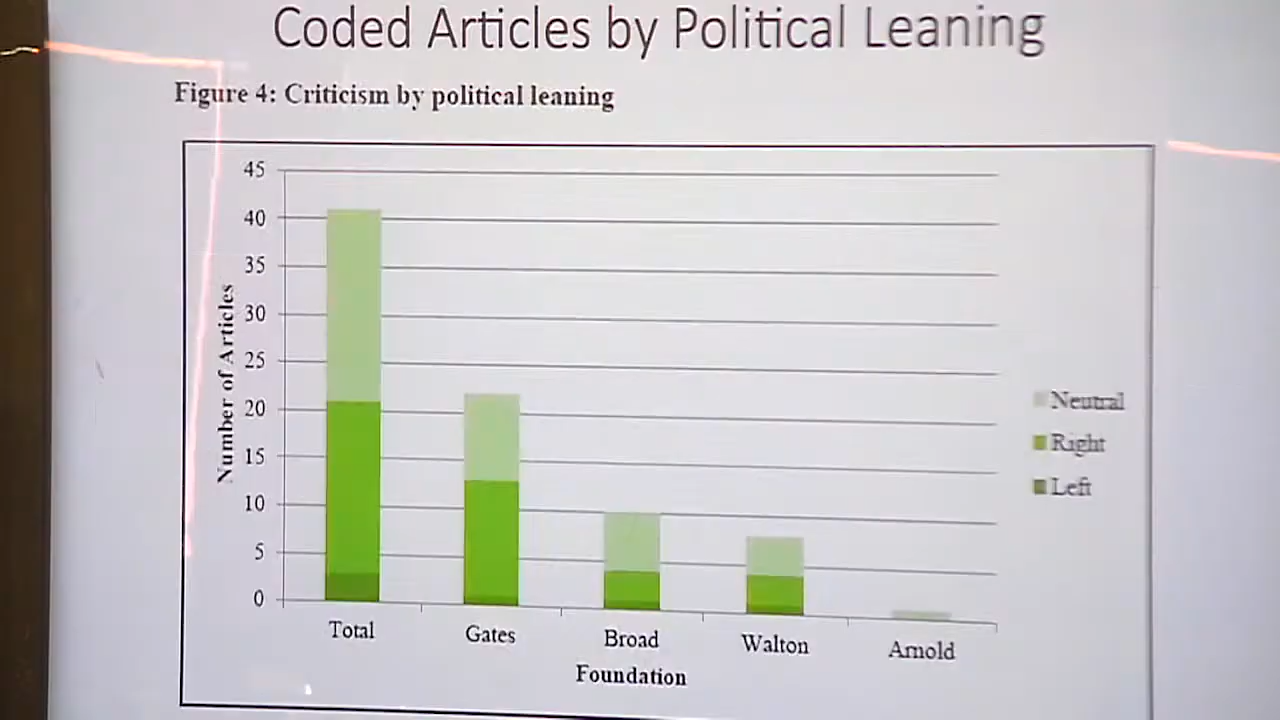 Coded Articles by Political Leaning
Figure 4: Criticism by political leaning
45
40
35
30
25
20
15
10
5
0
Number of Articles
Total
Gates
Broad
Walton
Arnold
Foundation
Neutral
Right
Left